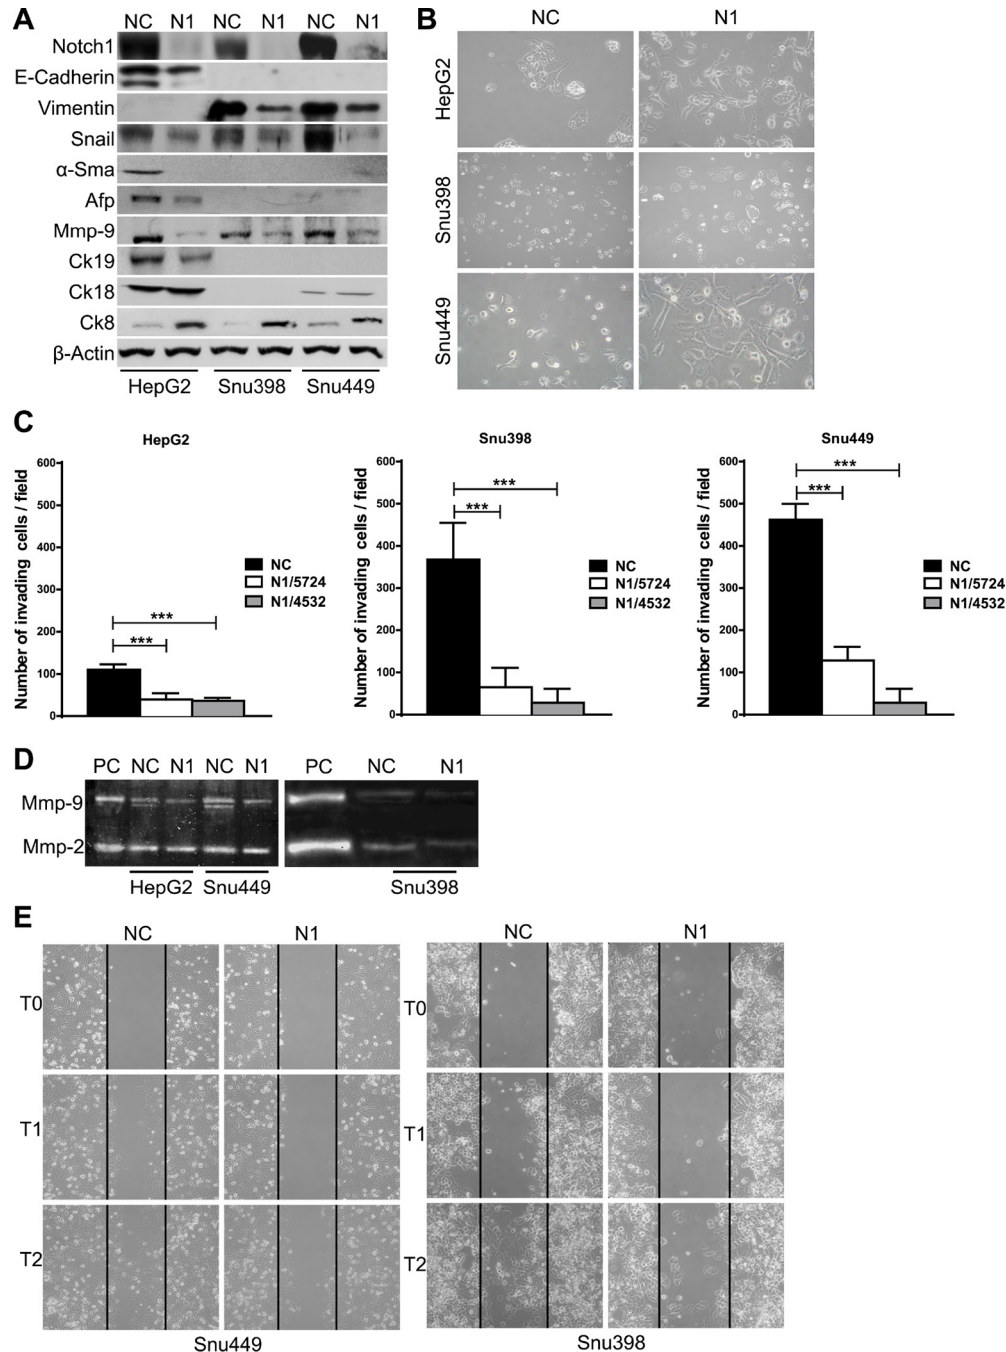 A
NC N1 NC N1 NC N1
Notch1
E-Cadherin
Vimentin
Snail
α-Sma
Afp
Mmp-9
Ck19
Ck18
Ck8
β-Actin
HepG2 Snu398 Snu449
B
NC N1
HepG2
Snu398
Snu449
C
HepG2
Number of invading cells / field
600
500
400
300
200
100
0
***
***
NC
N1/5724
N1/4532
Snu398
Number of invading cells / field
600
500
400
300
200
100
0
***
***
NC
N1/5724
N1/4532
Snu449
Number of invading cells / field
600
500
400
300
200
100
0
***
***
NC
N1/5724
N1/4532
D
PC NC N1 NC N1 PC NC N1
Mmp-9
Mmp-2
HepG2 Snu449 Snu398
E
NC N1 NC N1
T0 T0
T1 T1
T2 T2
Snu449 Snu398